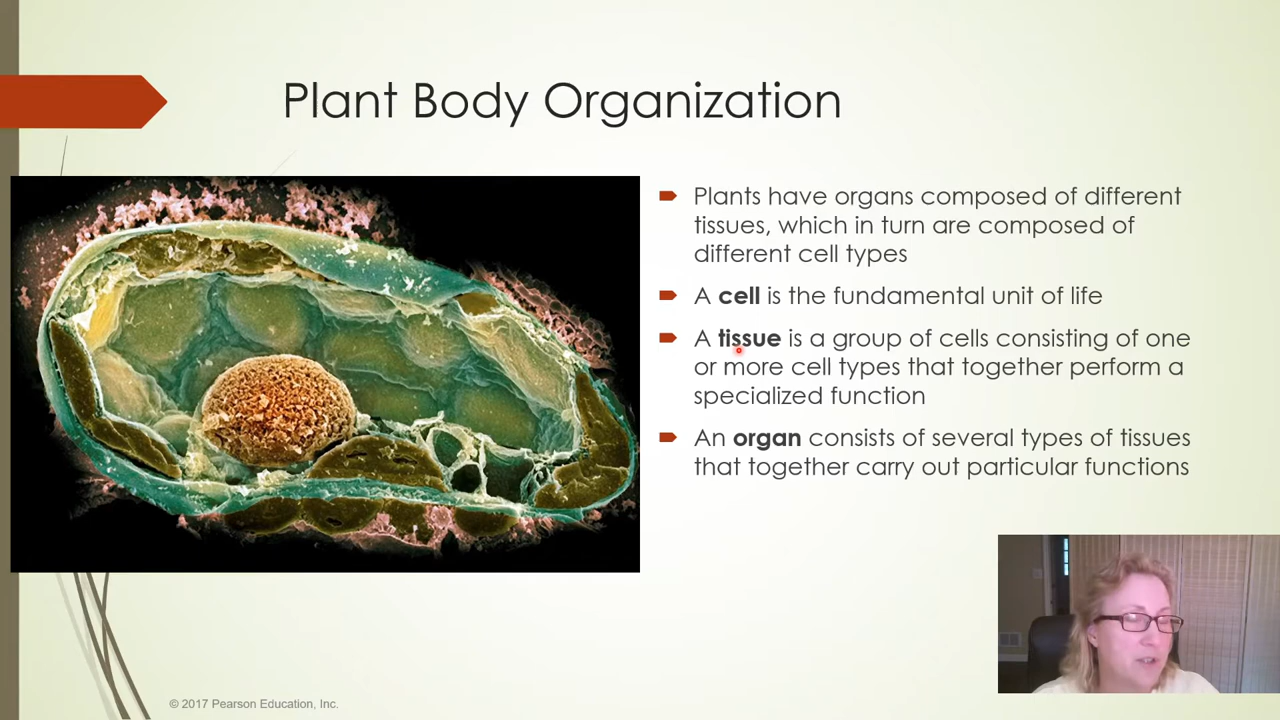 Plant Body Organization
Plants have organs composed of different
tissues, which in turn are composed of
different cell types
A cell is the fundamental unit of life
A tissue is a group of cells consisting of one
or more cell types that together perform a
specialized function
An organ consists of several types of tissues
that together carry out particular functions
© 2017 Pearson Education, Inc.